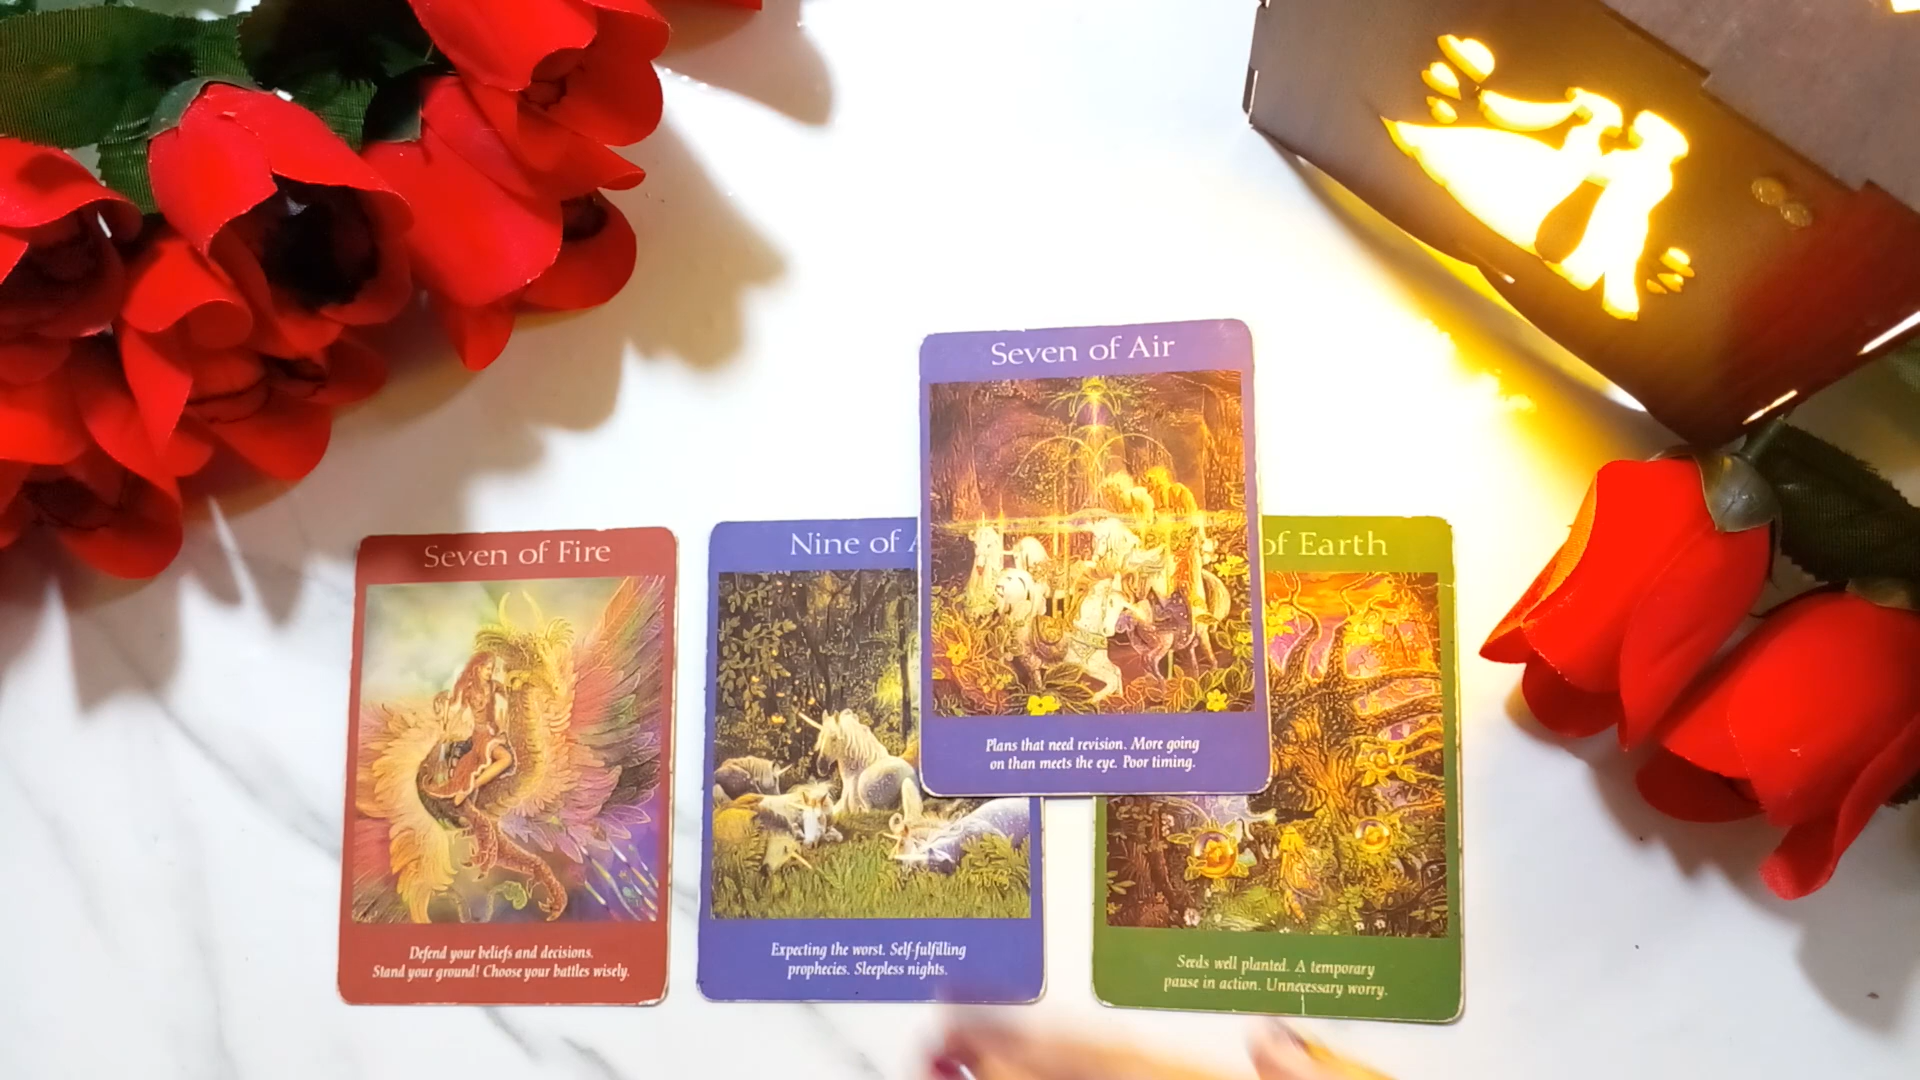 Seven of Air
Seven of Fire
Nine of A
of Earth
Plans that need revision. More going
on than meets the eye. Poor timing.
Defend your beliefs and decisions.
Stand your ground! Choose your battles wisely.
Expecting the worst. Self-fulfilling
prophecies. Sleepless nights.
Seeds well planted. A temporary
pause in action. Unnecessary worry.